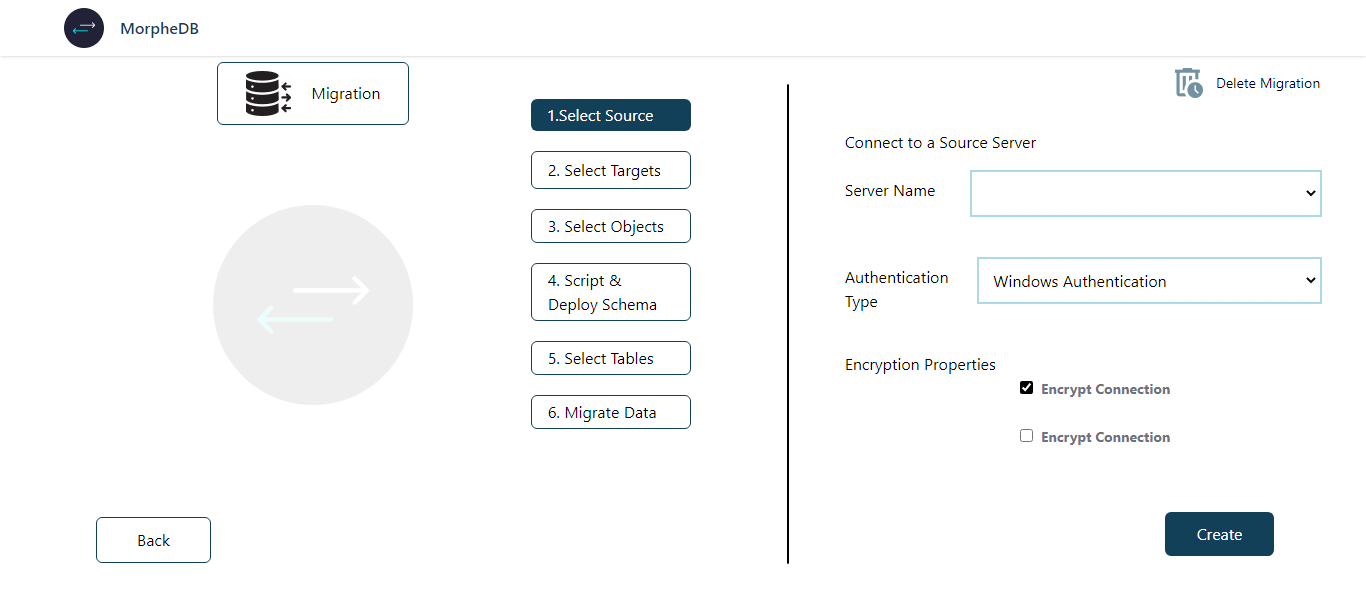 MorpheDB
Migration
1.Select Source
2. Select Targets
3. Select Objects
4. Script &
Deploy Schema
5. Select Tables
6. Migrate Data
Back
Delete Migration
Connect to a Source Server
Server Name
Authentication
Type
Windows Authentication
Encryption Properties
Encrypt Connection
Encrypt Connection
Create